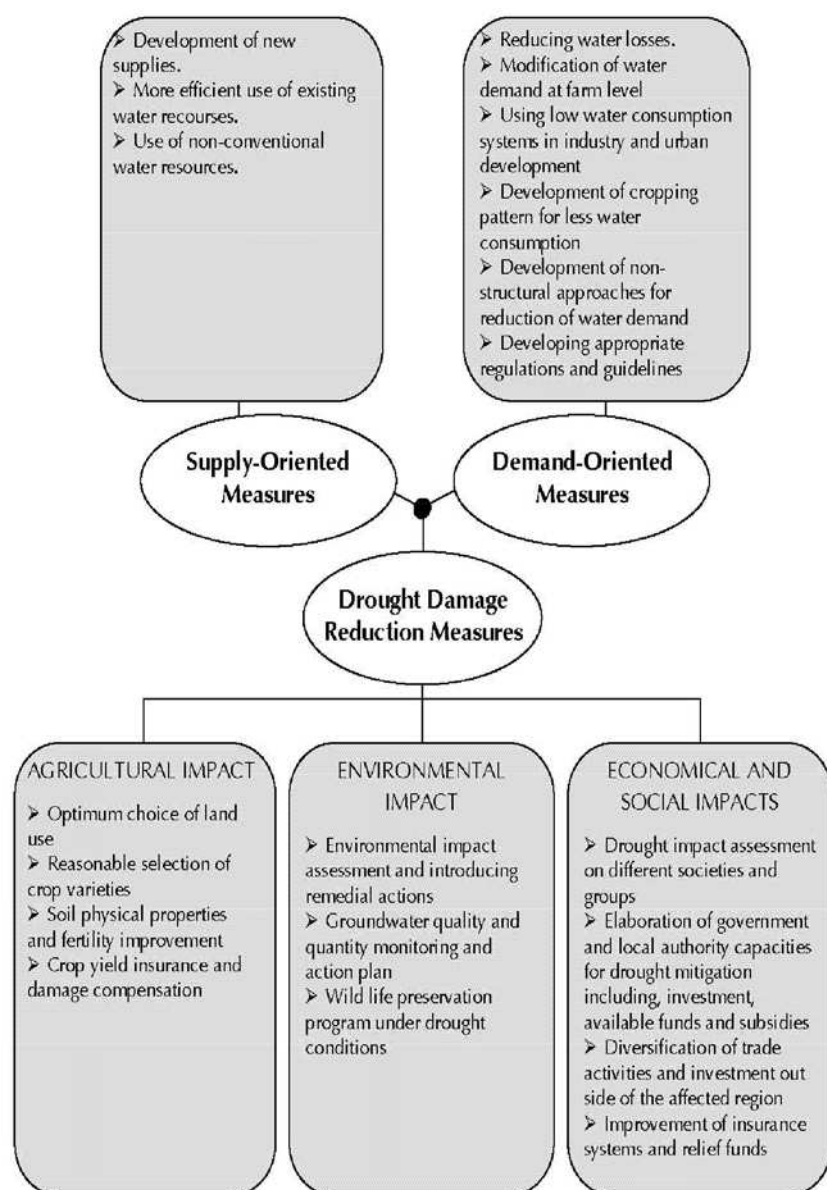 ➤ Development of new
supplies.
➤ More efficient use of existing
water recourses.
➤ Use of non-conventional
water resources.
➤ Reducing water losses.
➤ Modification of water
demand at farm level
➤ Using low water consumption
systems in industry and urban
development
➤ Development of cropping
pattern for less water
consumption
➤ Development of non-
structural approaches for
reduction of water demand
➤ Developing appropriate
regulations and guidelines
Supply-Oriented
Measures
Demand-Oriented
Measures
Drought Damage
Reduction Measures
AGRICULTURAL IMPACT
➤ Optimum choice of land
use
➤ Reasonable selection of
crop varieties
➤ Soil physical properties
and fertility improvement
➤ Crop yield insurance and
damage compensation
ENVIRONMENTAL
IMPACT
➤ Environmental impact
assessment and introducing
remedial actions
➤ Groundwater quality and
quantity monitoring and
action plan
➤ Wild life preservation
program under drought
conditions
ECONOMICAL AND
SOCIAL IMPACTS
➤ Drought impact assessment
on different societies and
groups
➤ Elaboration of government
and local authority capacities
for drought mitigation
including, investment,
available funds and subsidies
➤ Diversification of trade
activities and investment out
side of the affected region
➤ Improvement of insurance
systems and relief funds